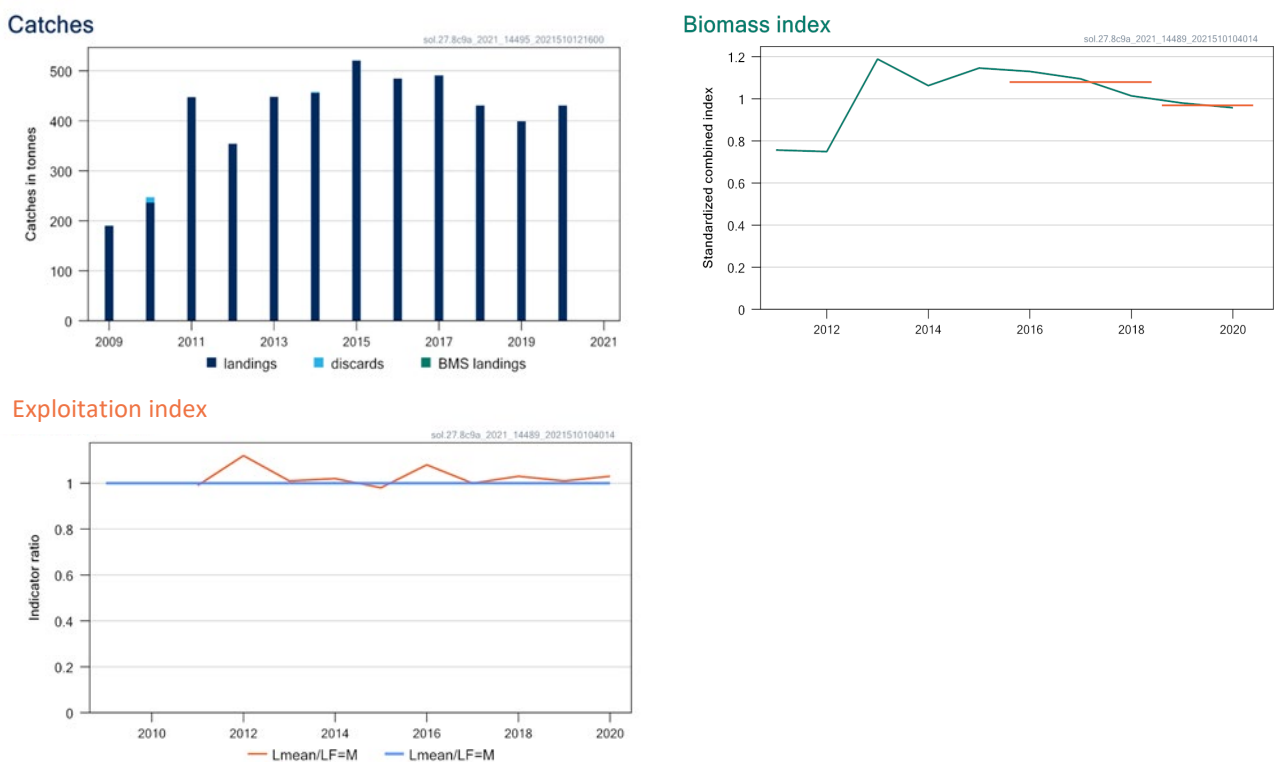 Catches
sol.27.8c9a_2021_14495_2021510121600
Catches in tonnes
500
400
300
200
100
0
2009 2011 2013 2015 2017 2019 2021
landings discards BMS landings
Biomass index
sol.27.8c9a_2021_14489_2021510104014
Standardized combined index
1.2
1
0.8
0.6
0.4
0.2
0
2012 2014 2016 2018 2020
Exploitation index
sol.27.8c9a_2021_14489_2021510104014
Indicator ratio
1
0.8
0.6
0.4
0.2
0
2010 2012 2014 2016 2018 2020
Lmean/LF=M Lmean/LF=M